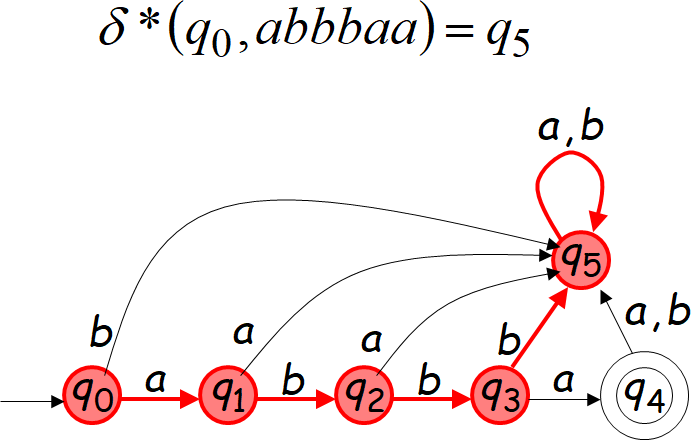 δ*(q₀,abbbaa)=q₅
a,b
q₅
b
a
a
b
a,b
q₀
a
q₁
b
q₂
b
q₃
a
q₄